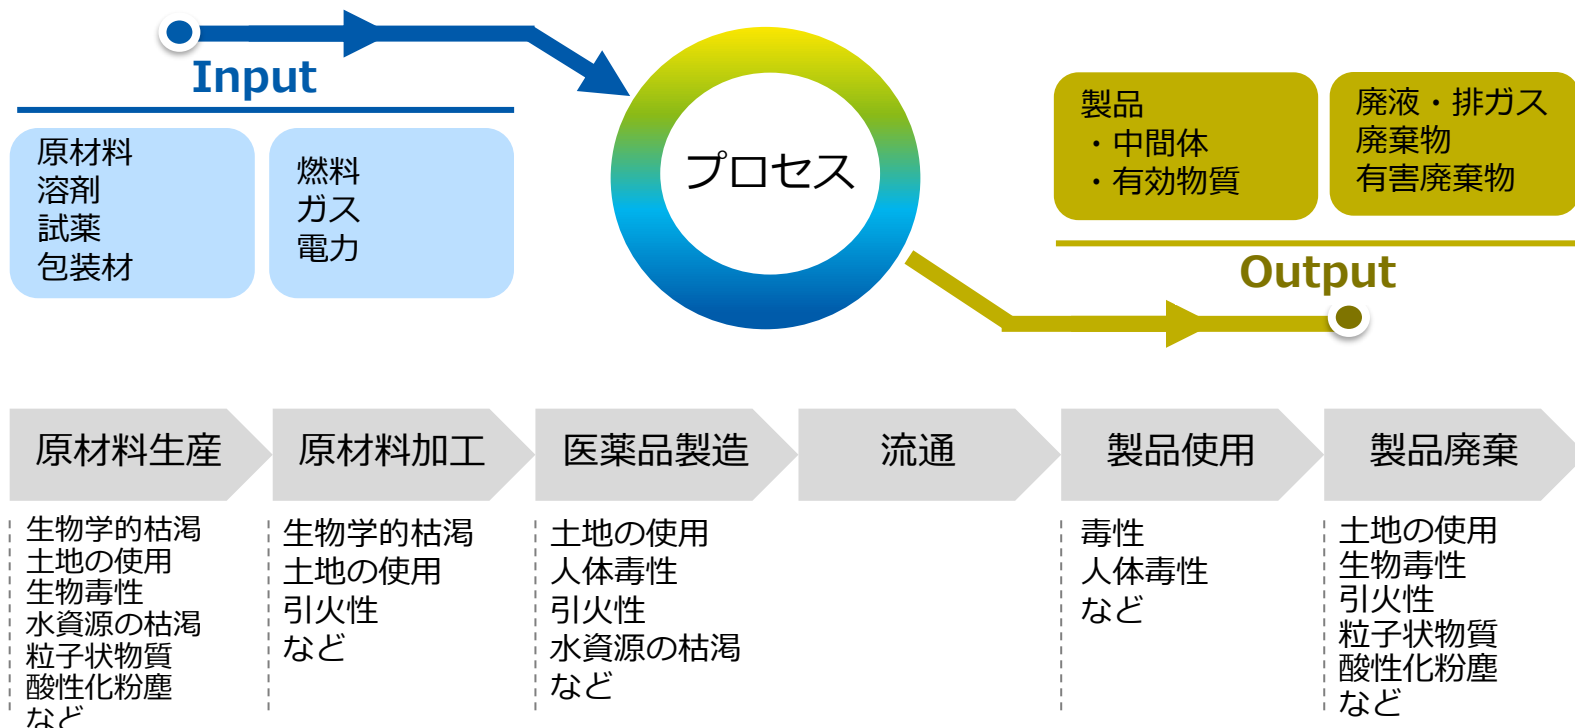 Input
原材料
溶剤
試薬
包装材
燃料
ガス
電力
プロセス
製品
・中間体
・有効物質
廃液・排ガス
廃棄物
有害廃棄物
Output
原材料生産
原材料加工
医薬品製造
流通
製品使用
製品廃棄
生物学的枯渇
土地の使用
生物毒性
水資源の枯渇
粒子状物質
酸性化粉塵
など
生物学的枯渇
土地の使用
引火性
など
土地の使用
人体毒性
引火性
水資源の枯渇
など
毒性
人体毒性
など
土地の使用
生物毒性
引火性
粒子状物質
酸性化粉塵
など